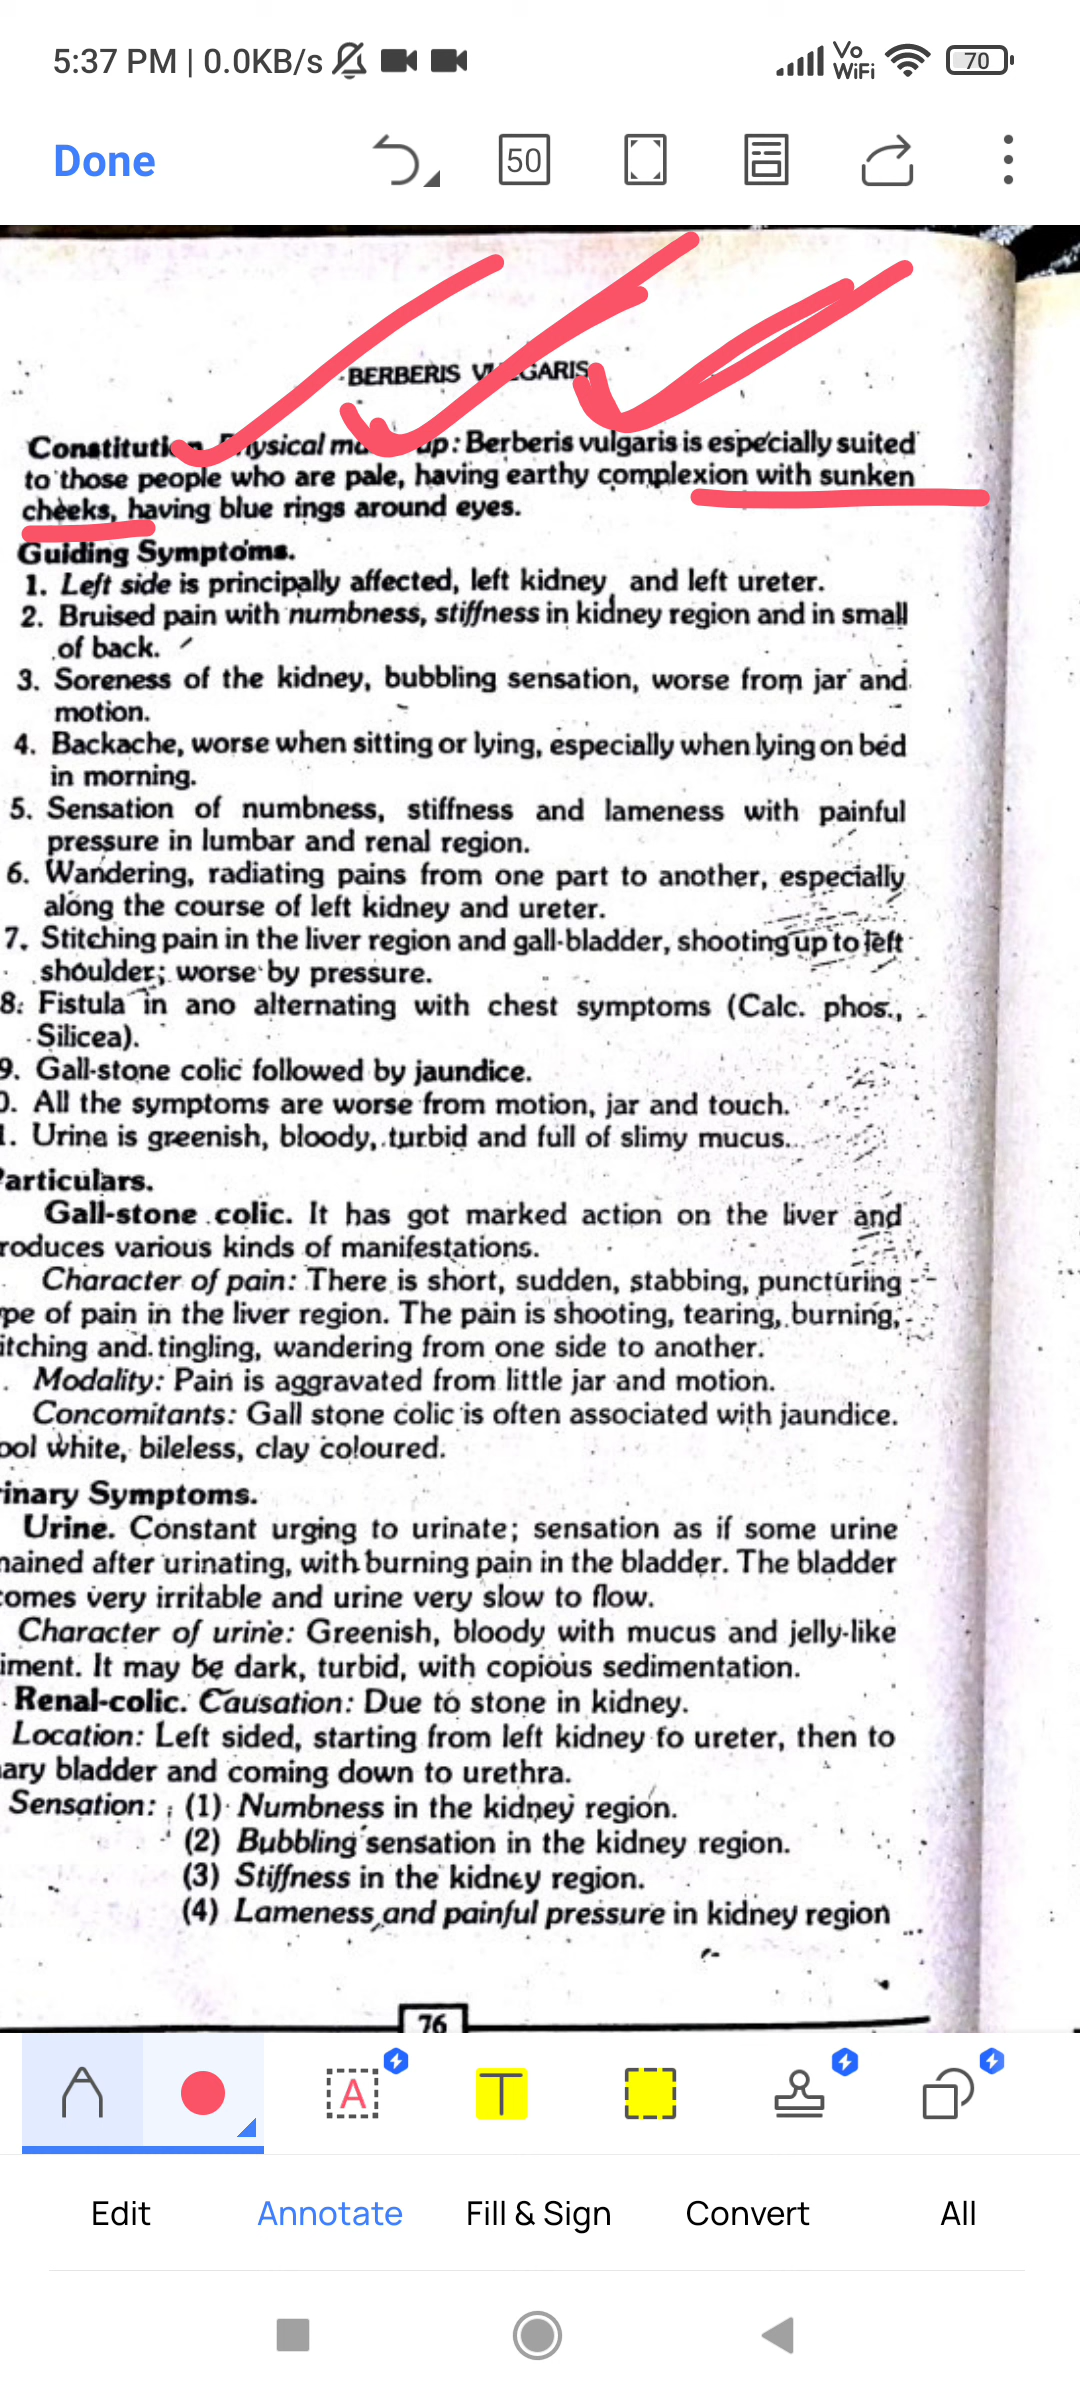 5:37 PM | 0.0KB/s
Vo
WiFi
70
Done
50
BERBERIS
Physical make-up: Berberis vulgaris is especially suited
to those people who are pale, having earthy complexion with sunken
cheeks, having blue rings around eyes.
Guiding Symptoms.
1. Left side is principally affected, left kidney and left ureter.
2. Bruised pain with numbness, stiffness in kidney region and in small
of back.
3. Soreness of the kidney, bubbling sensation, worse from jar and
motion.
4. Backache, worse when sitting or lying, especially when lying on bed
in morning.
5. Sensation of numbness, stiffness and lameness with painful
pressure in lumbar and renal region.
6. Wandering, radiating pains from one part to another, especially
along the course of left kidney and ureter.
7. Stitching pain in the liver region and gall-bladder, shooting up to left
shoulder; worse by pressure.
8. Fistula in ano alternating with chest symptoms (Calc. phos.,
Silicea).
9. Gall-stone colic followed by jaundice.
0. All the symptoms are worse from motion, jar and touch.
1. Urine is greenish, bloody, turbid and full of slimy mucus.
articulars.
Gall-stone colic. It has got marked action on the liver and
roduces various kinds of manifestations.
Character of pain: There is short, sudden, stabbing, puncturing
pe of pain in the liver region. The pain is shooting, tearing, burning,
itching and tingling, wandering from one side to another.
Modality: Pain is aggravated from little jar and motion.
Concomitants: Gall stone colic is often associated with jaundice.
ool white, bileless, clay coloured.
inary Symptoms.
Urine. Constant urging to urinate; sensation as if some urine
mained after urinating, with burning pain in the bladder. The bladder
comes very irritable and urine very slow to flow.
Character of urine: Greenish, bloody with mucus and jelly-like
iment. It may be dark, turbid, with copious sedimentation.
Renal-colic. Causation: Due to stone in kidney.
Location: Left sided, starting from left kidney to ureter, then to
ary bladder and coming down to urethra.
Sensation: (1) Numbness in the kidney region.
(2) Bubbling sensation in the kidney region.
(3) Stiffness in the kidney region.
(4) Lameness and painful pressure in kidney region
76
A
T
Edit
Annotate
Fill & Sign
Convert
All